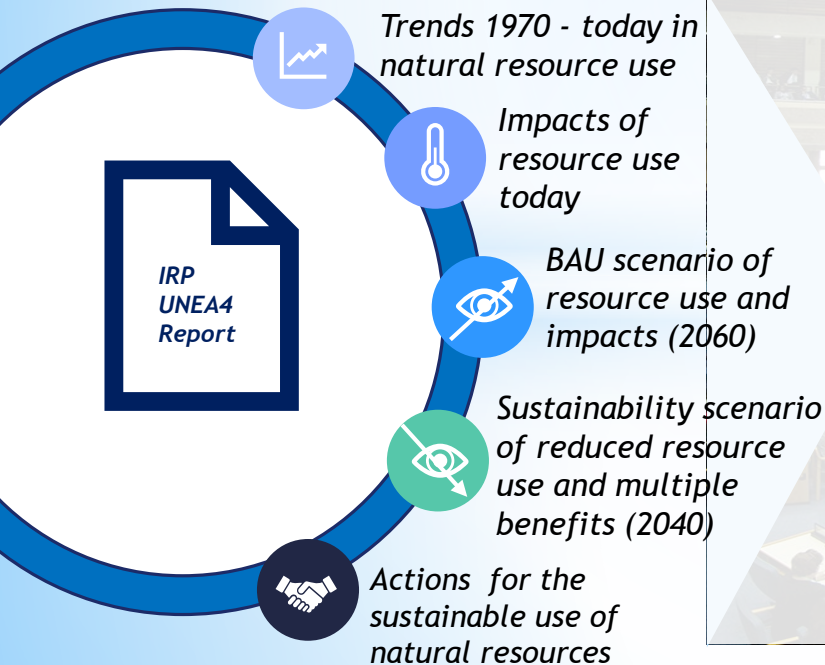 Trends 1970 - today in
natural resource use
Impacts of
resource use
today
IRP
UNEA4
Report
BAU scenario of
resource use and
impacts (2060)
Sustainability scenario
of reduced resource
use and multiple
benefits (2040)
Actions for the
sustainable use of
natural resources